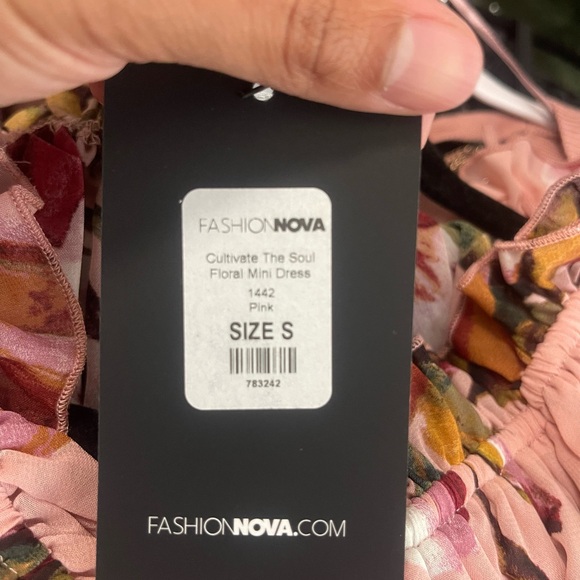 FASHIONNOVA
Cultivate The Soul
Floral Mini Dress
1442
Pink
SIZE S
783242
FASHIONNOVA.COM